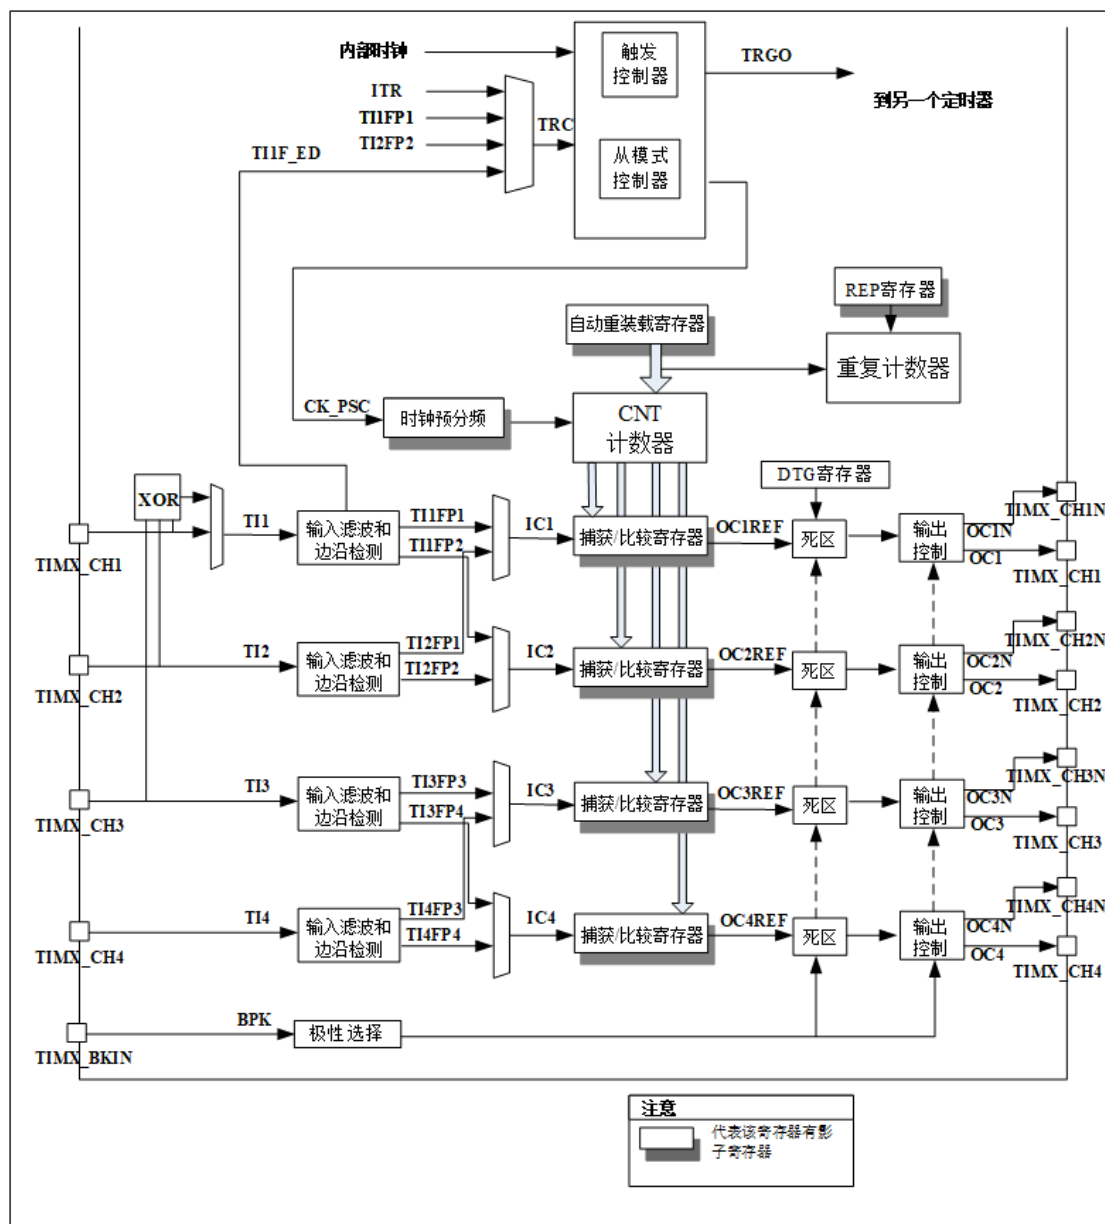 内部时钟
触发
控制器
TRGO
到另一个定时器
ITR
TI1FP1
TI2FP2
TRC
TI1F_ED
从模式
控制器
REP寄存器
自动重装载寄存器
重复计数器
CK_PSC
时钟预分频
CNT
计数器
DTG寄存器
XOR
TI1
输入滤波和
边沿检测
TI1FP1
TI1FP2
IC1
捕获/比较寄存器
OC1REF
死区
输出
控制
OC1N
OC1
TIMX_CH1N
TIMX_CH1
TIMX_CH1
TI2
输入滤波和
边沿检测
TI2FP1
TI2FP2
IC2
捕获/比较寄存器
OC2REF
死区
输出
控制
OC2N
OC2
TIMX_CH2N
TIMX_CH2
TIMX_CH2
TI3
输入滤波和
边沿检测
TI3FP3
TI3FP4
IC3
捕获/比较寄存器
OC3REF
死区
输出
控制
OC3N
OC3
TIMX_CH3N
TIMX_CH3
TIMX_CH3
TI4
输入滤波和
边沿检测
TI4FP3
TI4FP4
IC4
捕获/比较寄存器
OC4REF
死区
输出
控制
OC4N
OC4
TIMX_CH4N
TIMX_CH4
TIMX_CH4
BPK
极性选择
TIMX_BKIN
注意
代表该寄存器有影
子寄存器